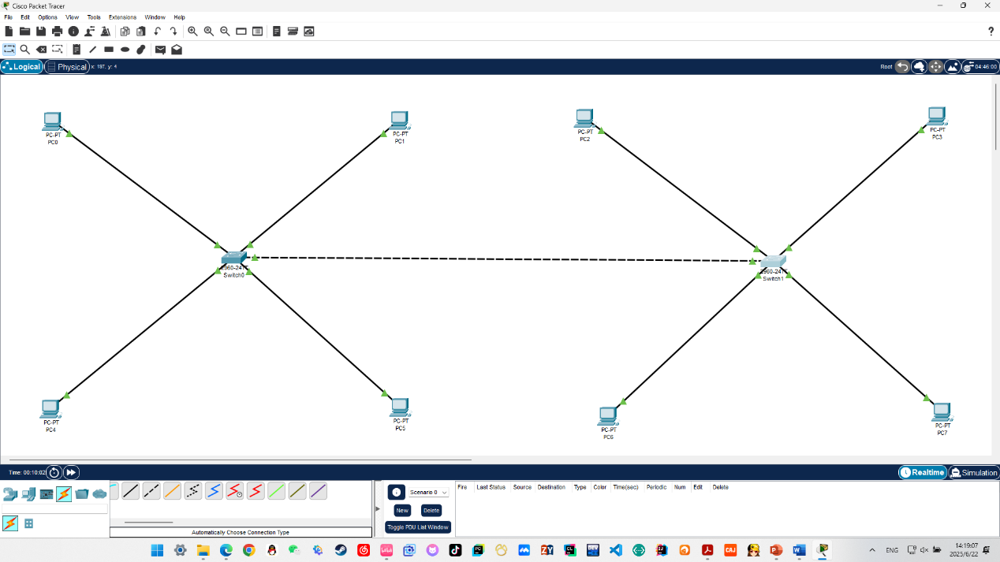 Cisco Packet Tracer
File Edit Options View Tools Extensions Window Help
?
Logical Physical x: 197, y: 4 Root 04:46:00
PC-PT
PC0
PC-PT
PC1
PC-PT
PC2
PC-PT
PC3
2960-24TT
Switch0
2960-24TT
Switch1
PC-PT
PC4
PC-PT
PC5
PC-PT
PC6
PC-PT
PC7
Time: 00:10:02 Realtime Simulation
Scenario 0
New Delete
Toggle PDU List Window
Fire Last Status Source Destination Type Color Time(sec) Periodic Num Edit Delete
Automatically Choose Connection Type
ENG
14:19:07
2025/6/22